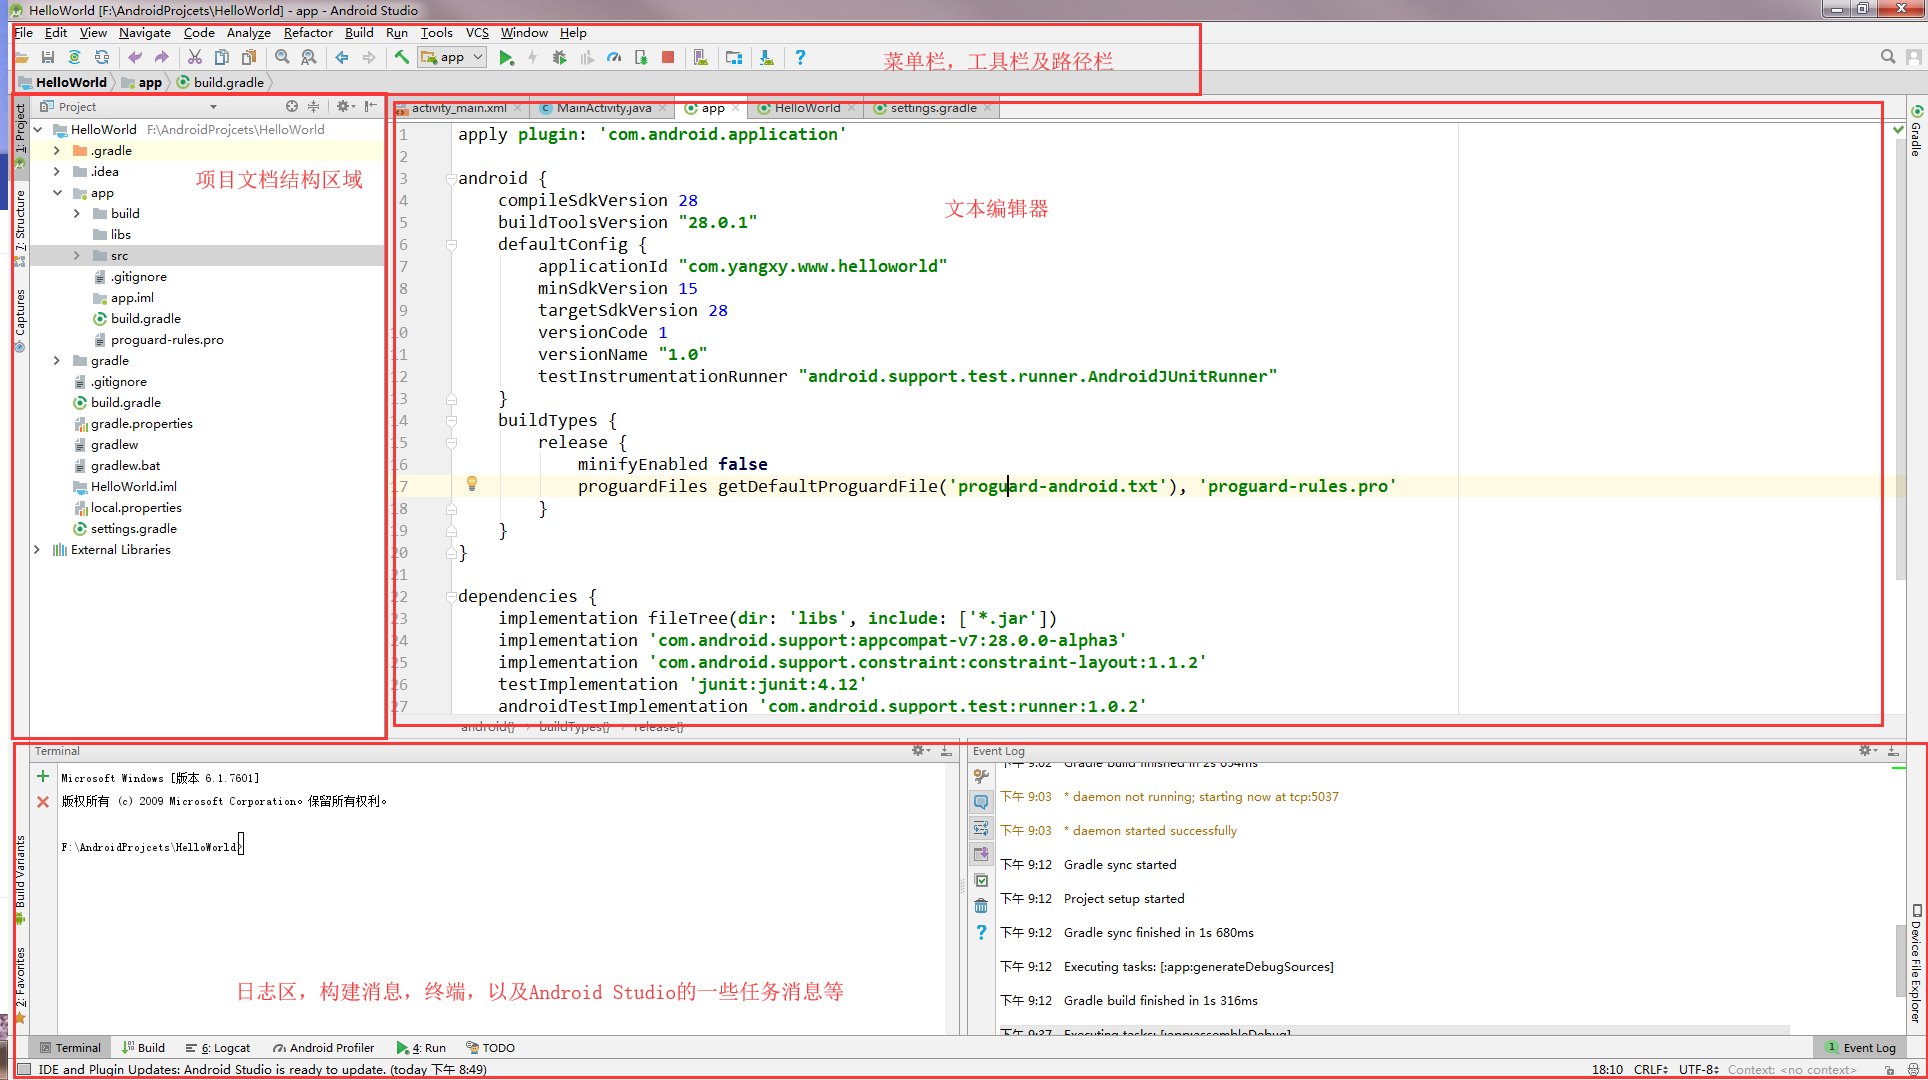 HelloWorld [F:\AndroidProjcets\HelloWorld] - app - Android Studio
File Edit View Navigate Code Analyze Refactor Build Run Tools VCS Window Help
app
菜单栏，工具栏及路径栏
HelloWorld app build.gradle
Project
activity_main.xml MainActivity.java app HelloWorld settings.gradle
1: Project
7: Structure
Captures
HelloWorld F:\AndroidProjcets\HelloWorld
.gradle
.idea
项目文档结构区域
app
build
libs
src
.gitignore
app.iml
build.gradle
proguard-rules.pro
gradle
.gitignore
build.gradle
gradle.properties
gradlew
gradlew.bat
HelloWorld.iml
local.properties
settings.gradle
External Libraries
文本编辑器
1 apply plugin: 'com.android.application'
2
3 android {
4 compileSdkVersion 28
5 buildToolsVersion "28.0.1"
6 defaultConfig {
7 applicationId "com.yangxy.www.helloworld"
8 minSdkVersion 15
9 targetSdkVersion 28
10 versionCode 1
11 versionName "1.0"
12 testInstrumentationRunner "android.support.test.runner.AndroidJUnitRunner"
13 }
14 buildTypes {
15 release {
16 minifyEnabled false
17 proguardFiles getDefaultProguardFile('proguard-android.txt'), 'proguard-rules.pro'
18 }
19 }
20 }
21
22 dependencies {
23 implementation fileTree(dir: 'libs', include: ['*.jar'])
24 implementation 'com.android.support:appcompat-v7:28.0.0-alpha3'
25 implementation 'com.android.support.constraint:constraint-layout:1.1.2'
26 testImplementation 'junit:junit:4.12'
27 androidTestImplementation 'com.android.support.test:runner:1.0.2'
android{} buildTypes{} release{}
Gradle
Device File Explorer
Build Variants
2: Favorites
Terminal
Microsoft Windows [版本 6.1.7601]
版权所有 (c) 2009 Microsoft Corporation。保留所有权利。
F:\AndroidProjcets\HelloWorld>
日志区，构建消息，终端，以及Android Studio的一些任务消息等
Event Log
下午 9:02 Gradle build finished in 2s 654ms
下午 9:03 * daemon not running; starting now at tcp:5037
下午 9:03 * daemon started successfully
下午 9:12 Gradle sync started
下午 9:12 Project setup started
下午 9:12 Gradle sync finished in 1s 680ms
下午 9:12 Executing tasks: [:app:generateDebugSources]
下午 9:12 Gradle build finished in 1s 316ms
下午 9:37 Executing tasks: [:app:assembleDebug]
Terminal Build 6: Logcat Android Profiler 4: Run TODO 1 Event Log
IDE and Plugin Updates: Android Studio is ready to update. (today 下午 8:49) 18:10 CRLF UTF-8 Context: <no context>